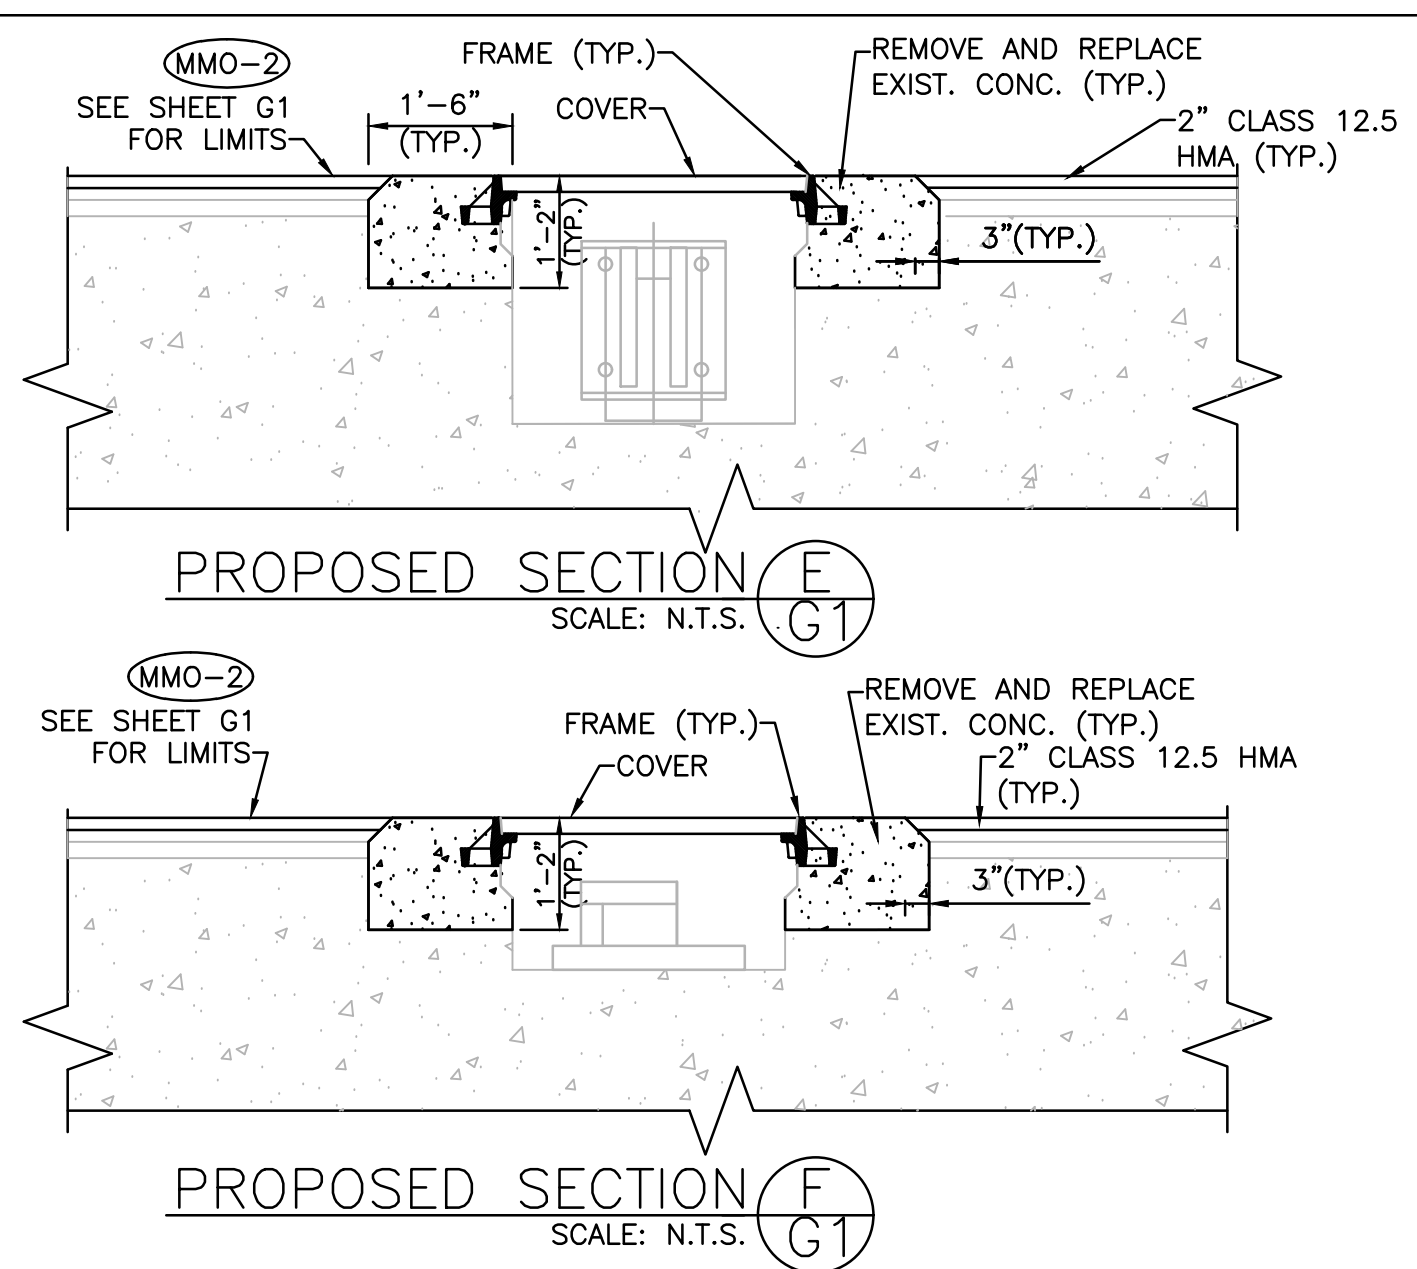 MMO-2
SEE SHEET G1
FOR LIMITS
1'-6"
(TYP.)
FRAME (TYP.)
COVER
REMOVE AND REPLACE
EXIST. CONC. (TYP.)
2" CLASS 12.5
HMA (TYP.)
1'-2"
(TYP.)
3"(TYP.)
PROPOSED SECTION
SCALE: N.T.S.
E
G1
MMO-2
SEE SHEET G1
FOR LIMITS
FRAME (TYP.)
COVER
REMOVE AND REPLACE
EXIST. CONC. (TYP.)
2" CLASS 12.5 HMA
(TYP.)
1'-2"
(TYP.)
3"(TYP.)
PROPOSED SECTION
SCALE: N.T.S.
F
G1